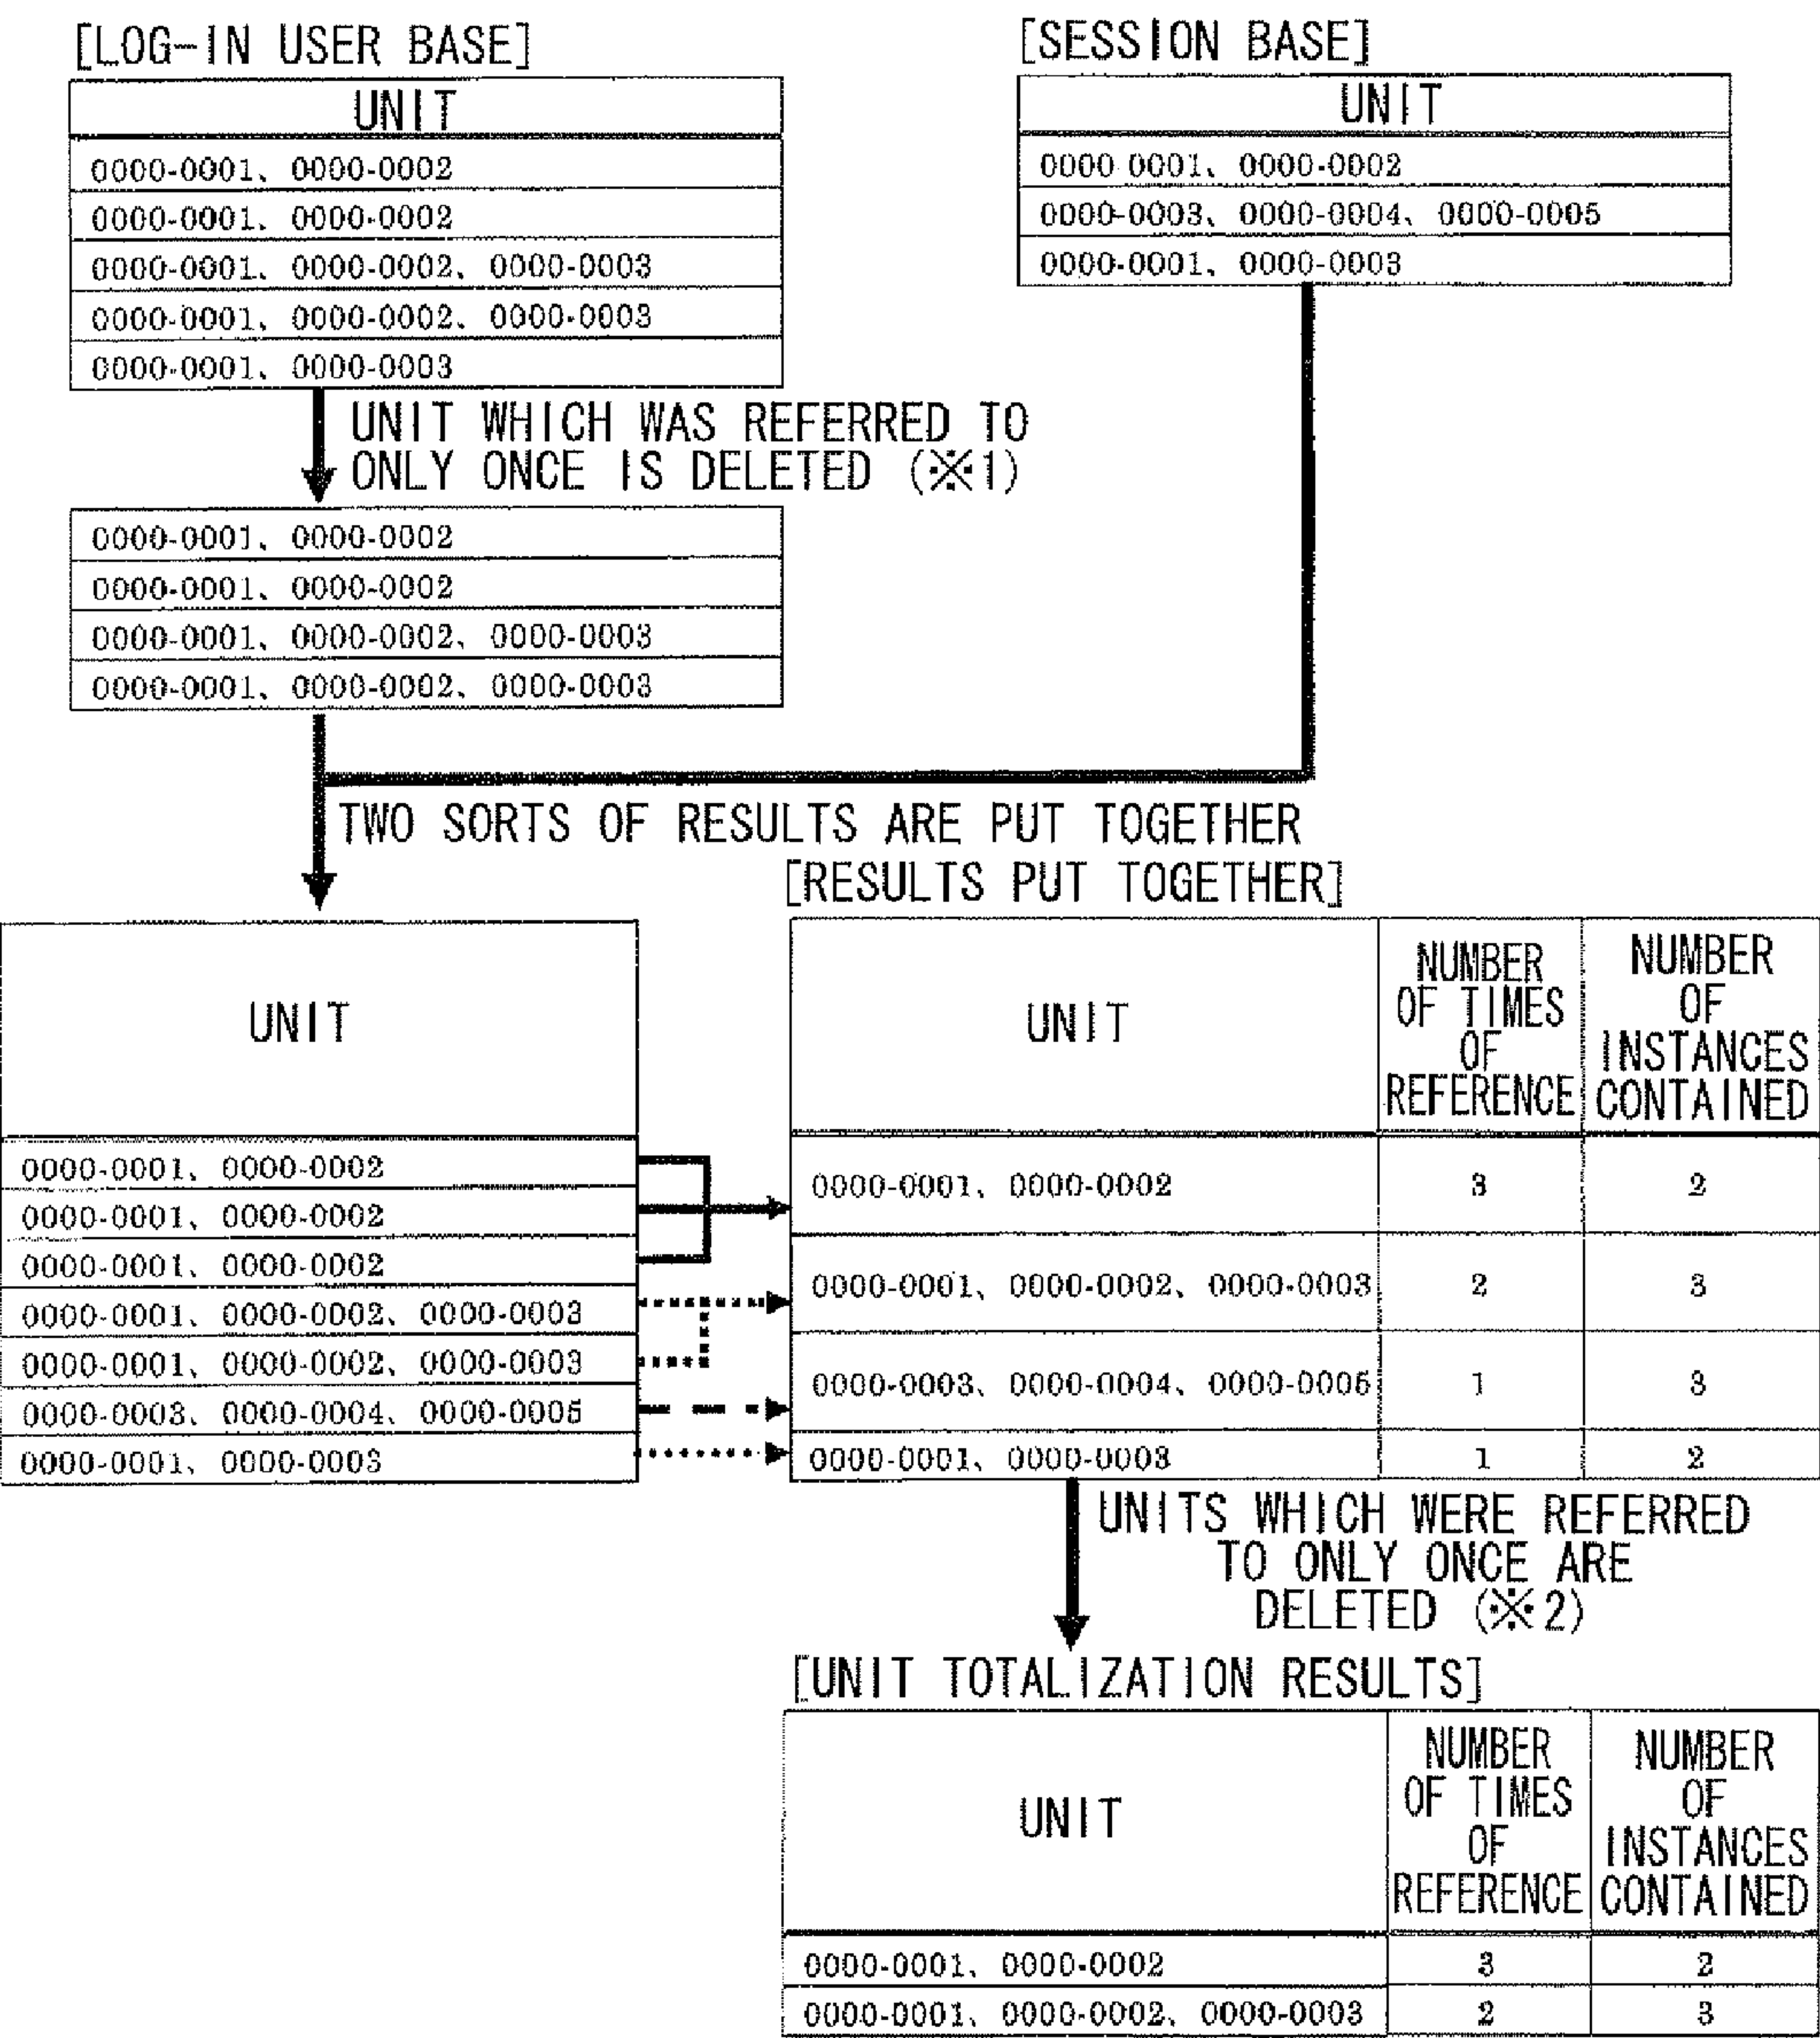 [LOG-IN USER BASE]
UNIT
0000-0001、0000-0002
0000-0001、0000-0002
0000-0001、0000-0002、0000-0003
0000-0001、0000-0002、0000-0003
0000-0001、0000-0003
[SESSION BASE]
UNIT
0000-0001、0000-0002
0000-0003、0000-0004、0000-0005
0000-0001、0000-0003
UNIT WHICH WAS REFERRED TO
ONLY ONCE IS DELETED (※1)
0000-0001、0000-0002
0000-0001、0000-0002
0000-0001、0000-0002、0000-0003
0000-0001、0000-0002、0000-0003
TWO SORTS OF RESULTS ARE PUT TOGETHER
UNIT
0000-0001、0000-0002
0000-0001、0000-0002
0000-0001、0000-0002
0000-0001、0000-0002、0000-0003
0000-0001、0000-0002、0000-0003
0000-0003、0000-0004、0000-0005
0000-0001、0000-0003
[RESULTS PUT TOGETHER]
UNIT
NUMBER
OF TIMES
OF
REFERENCE
NUMBER
OF
INSTANCES
CONTAINED
0000-0001、0000-0002 3 2
0000-0001、0000-0002、0000-0003 2 3
0000-0003、0000-0004、0000-0005 1 3
0000-0001、0000-0003 1 2
UNITS WHICH WERE REFERRED
TO ONLY ONCE ARE
DELETED (※2)
[UNIT TOTALIZATION RESULTS]
UNIT
NUMBER
OF TIMES
OF
REFERENCE
NUMBER
OF
INSTANCES
CONTAINED
0000-0001、0000-0002 3 2
0000-0001、0000-0002、0000-0003 2 3